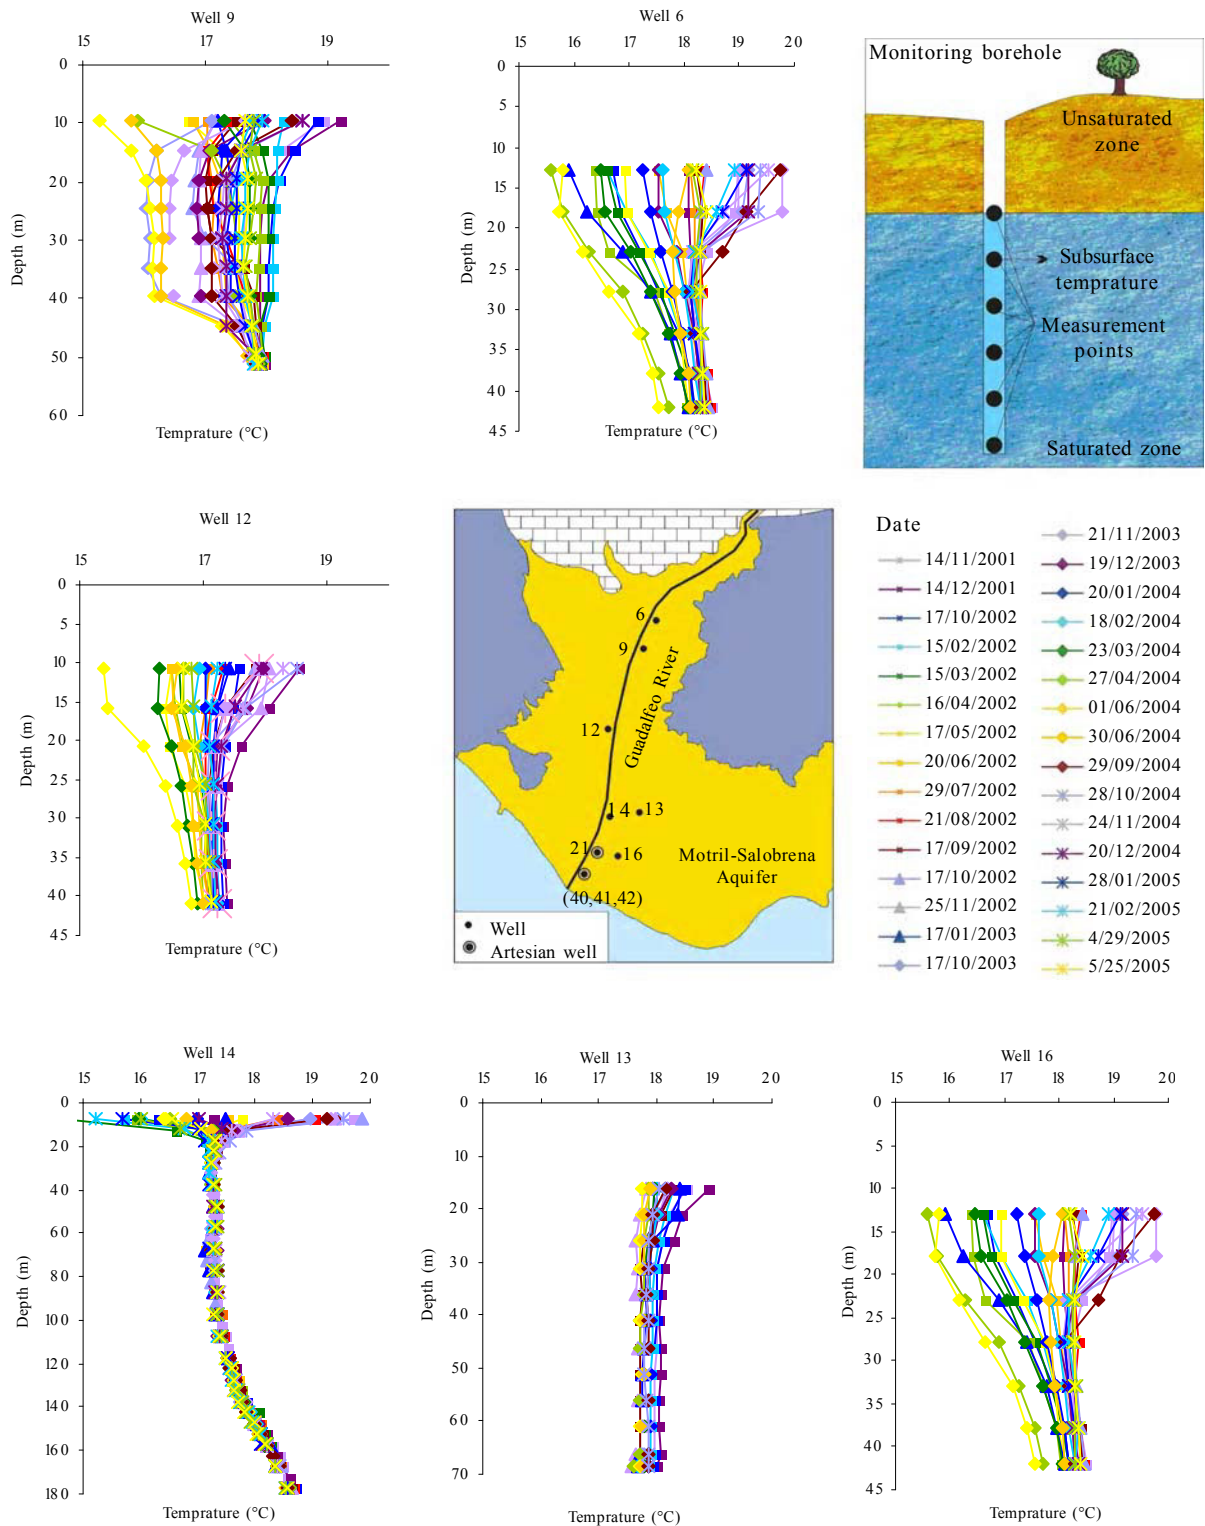 Well 9
15 17 19
0
10
20
30
40
50
60
Depth (m)
Temprature (°C)
Well 6
15 16 17 18 19 20
0
5
10
15
20
25
30
35
40
45
Depth (m)
Temprature (°C)
Monitoring borehole
Unsaturated
zone
Subsurface
temprature
Measurement
points
Saturated zone
Well 12
15 17 19
0
5
10
15
20
25
30
35
40
45
Depth (m)
Temprature (°C)
6
9
12
14
13
21
16
(40,41,42)
Guadalfeo River
Motril-Salobrena
Aquifer
Well
Artesian well
Date
14/11/2001
14/12/2001
17/10/2002
15/02/2002
15/03/2002
16/04/2002
17/05/2002
20/06/2002
29/07/2002
21/08/2002
17/09/2002
17/10/2002
25/11/2002
17/01/2003
17/10/2003
21/11/2003
19/12/2003
20/01/2004
18/02/2004
23/03/2004
27/04/2004
01/06/2004
30/06/2004
29/09/2004
28/10/2004
24/11/2004
20/12/2004
28/01/2005
21/02/2005
4/29/2005
5/25/2005
Well 14
15 16 17 18 19 20
0
20
40
60
80
100
120
140
160
180
Depth (m)
Temprature (°C)
Well 13
15 16 17 18 19 20
0
10
20
30
40
50
60
70
Depth (m)
Temprature (°C)
Well 16
15 16 17 18 19 20
0
5
10
15
20
25
30
35
40
45
Depth (m)
Temprature (°C)